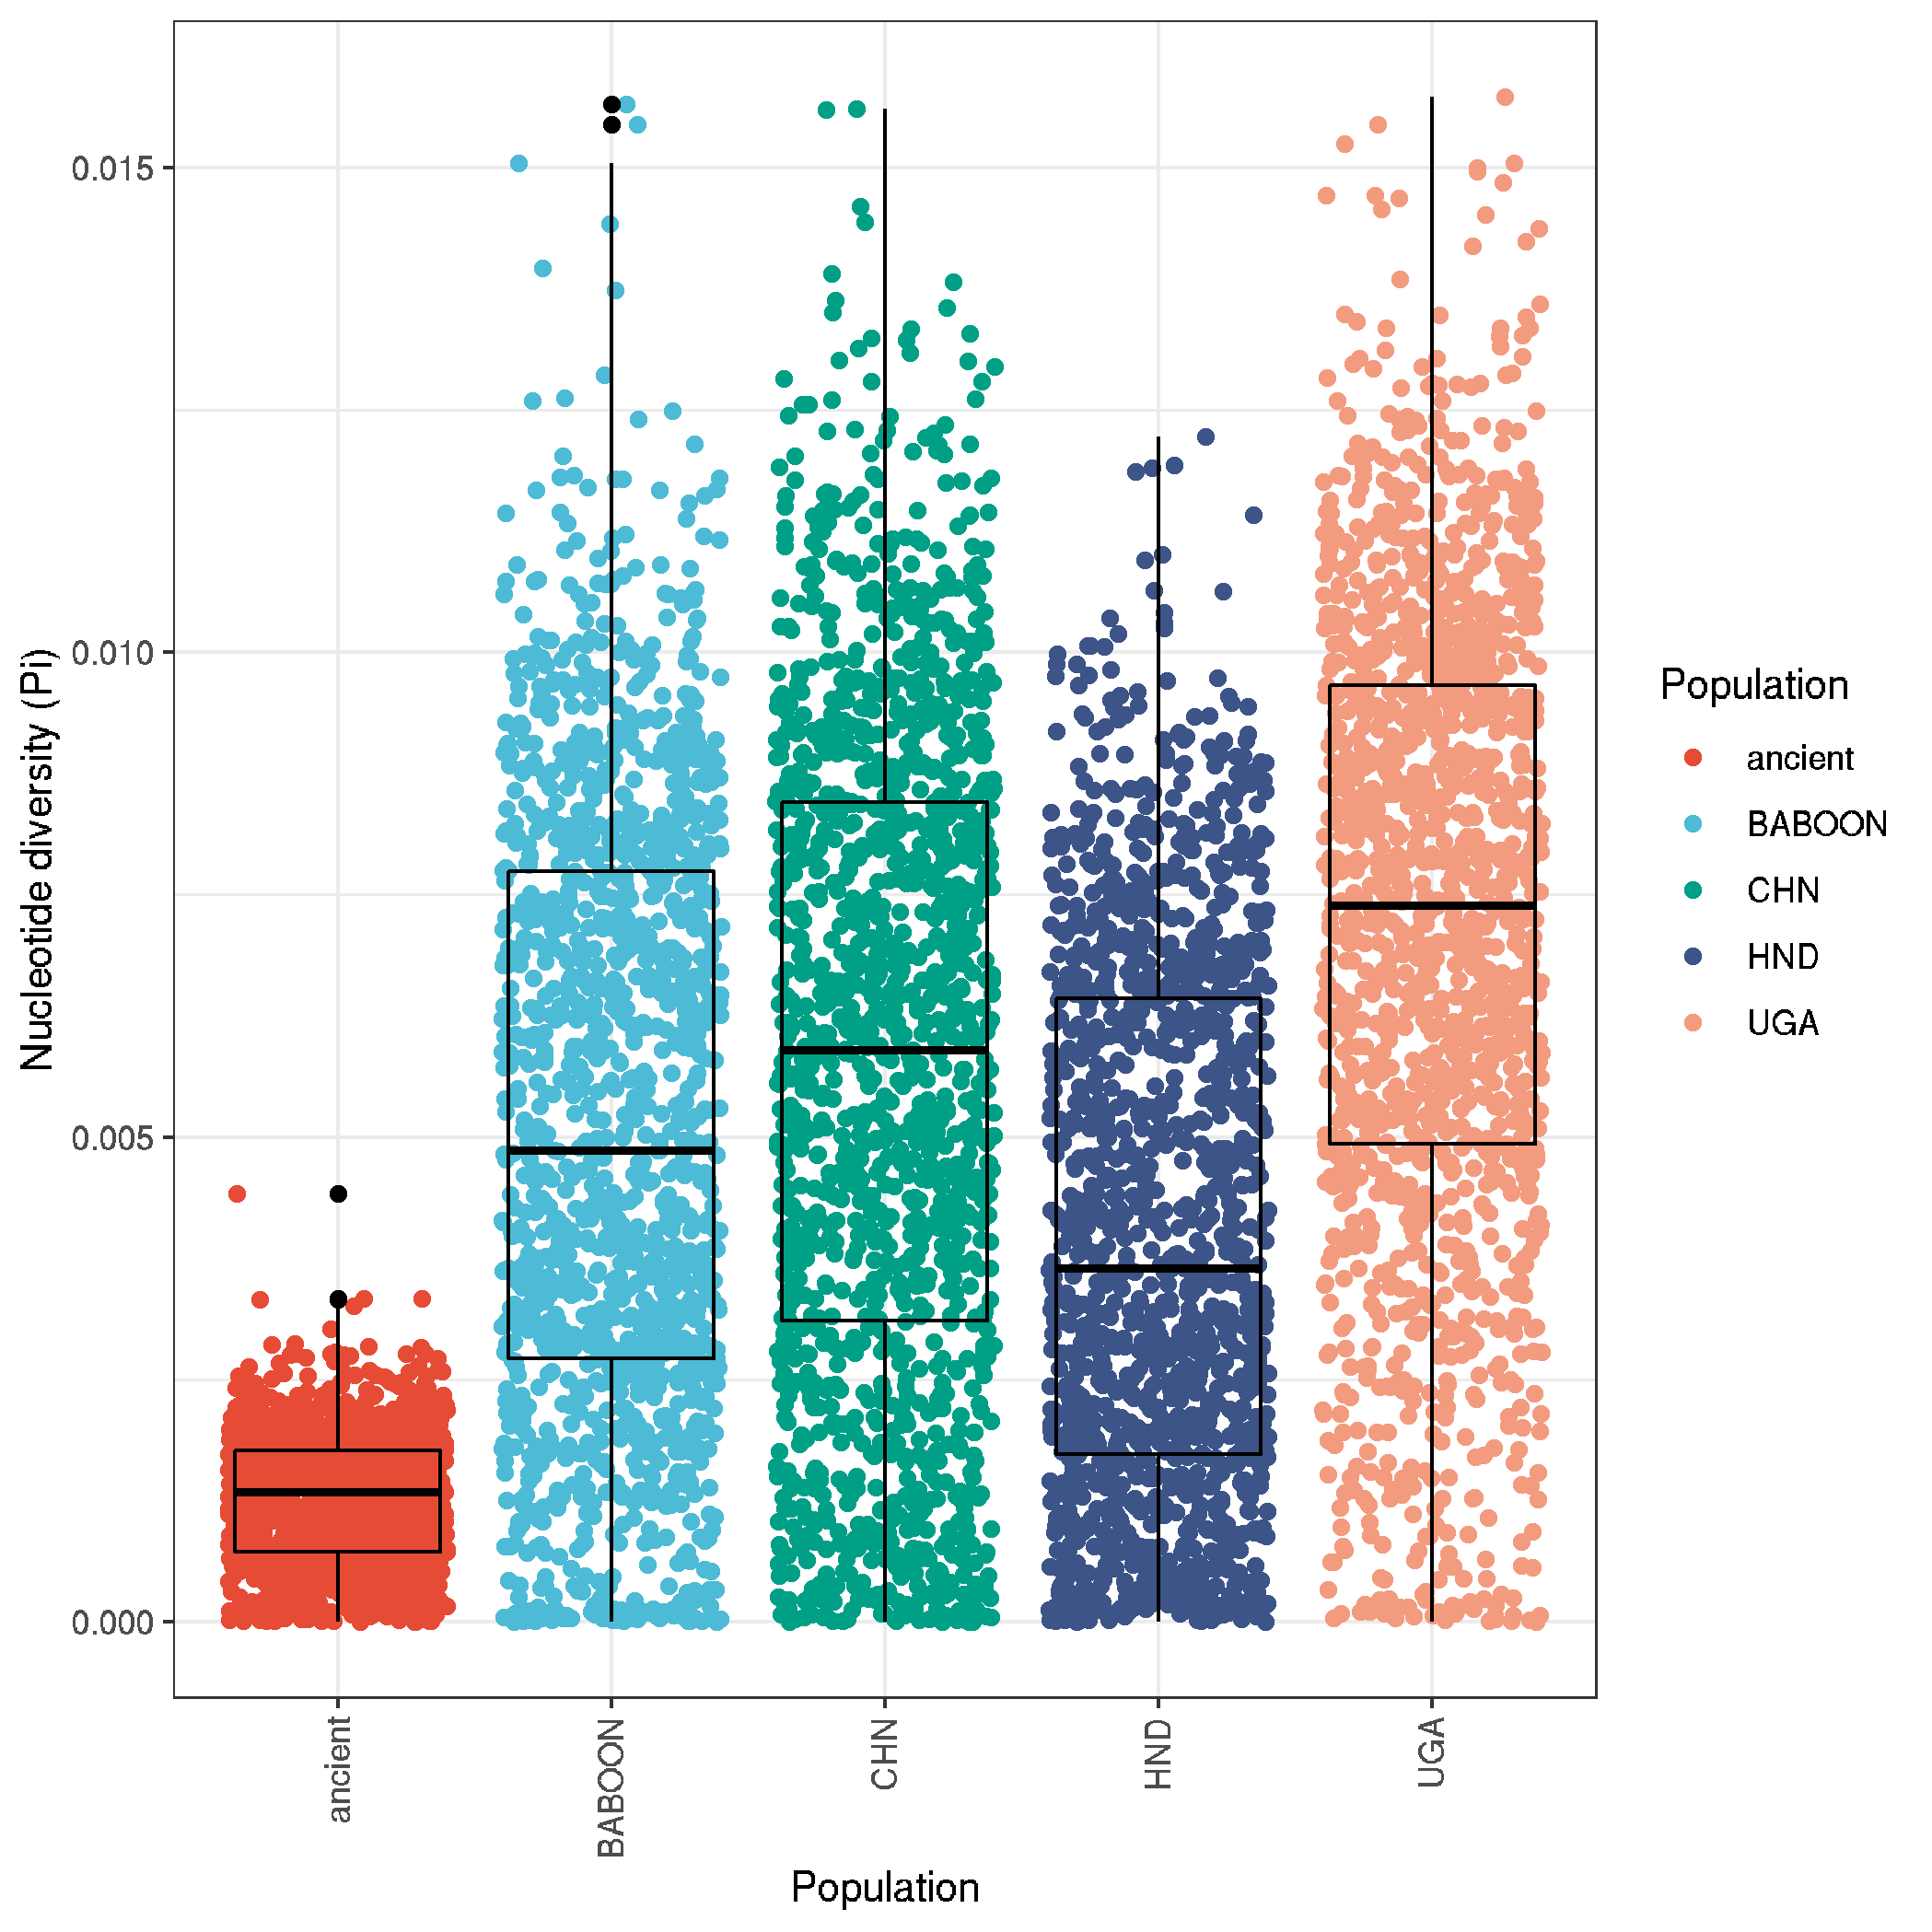 Nucleotide diversity (Pi)
0.015
0.010
0.005
0.000
ancient
BABOON
CHN
HND
UGA
Population
Population
ancient
BABOON
CHN
HND
UGA